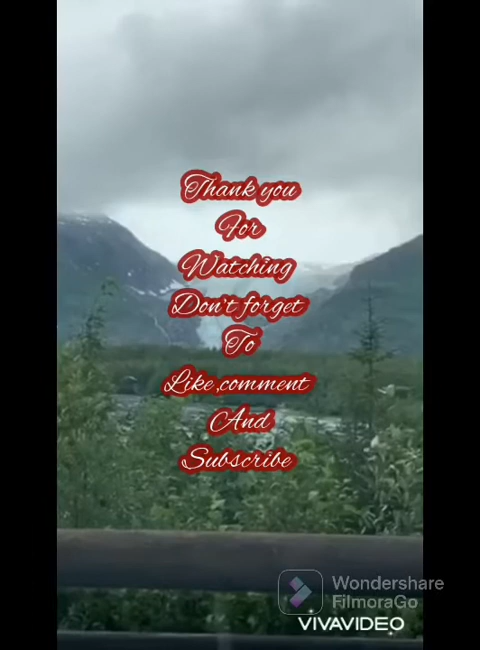 Thank you
For
Watching
Don't forget
To
Like,comment
And
Subscribe
Wondershare
FilmoraGo
VIVAVIDEO